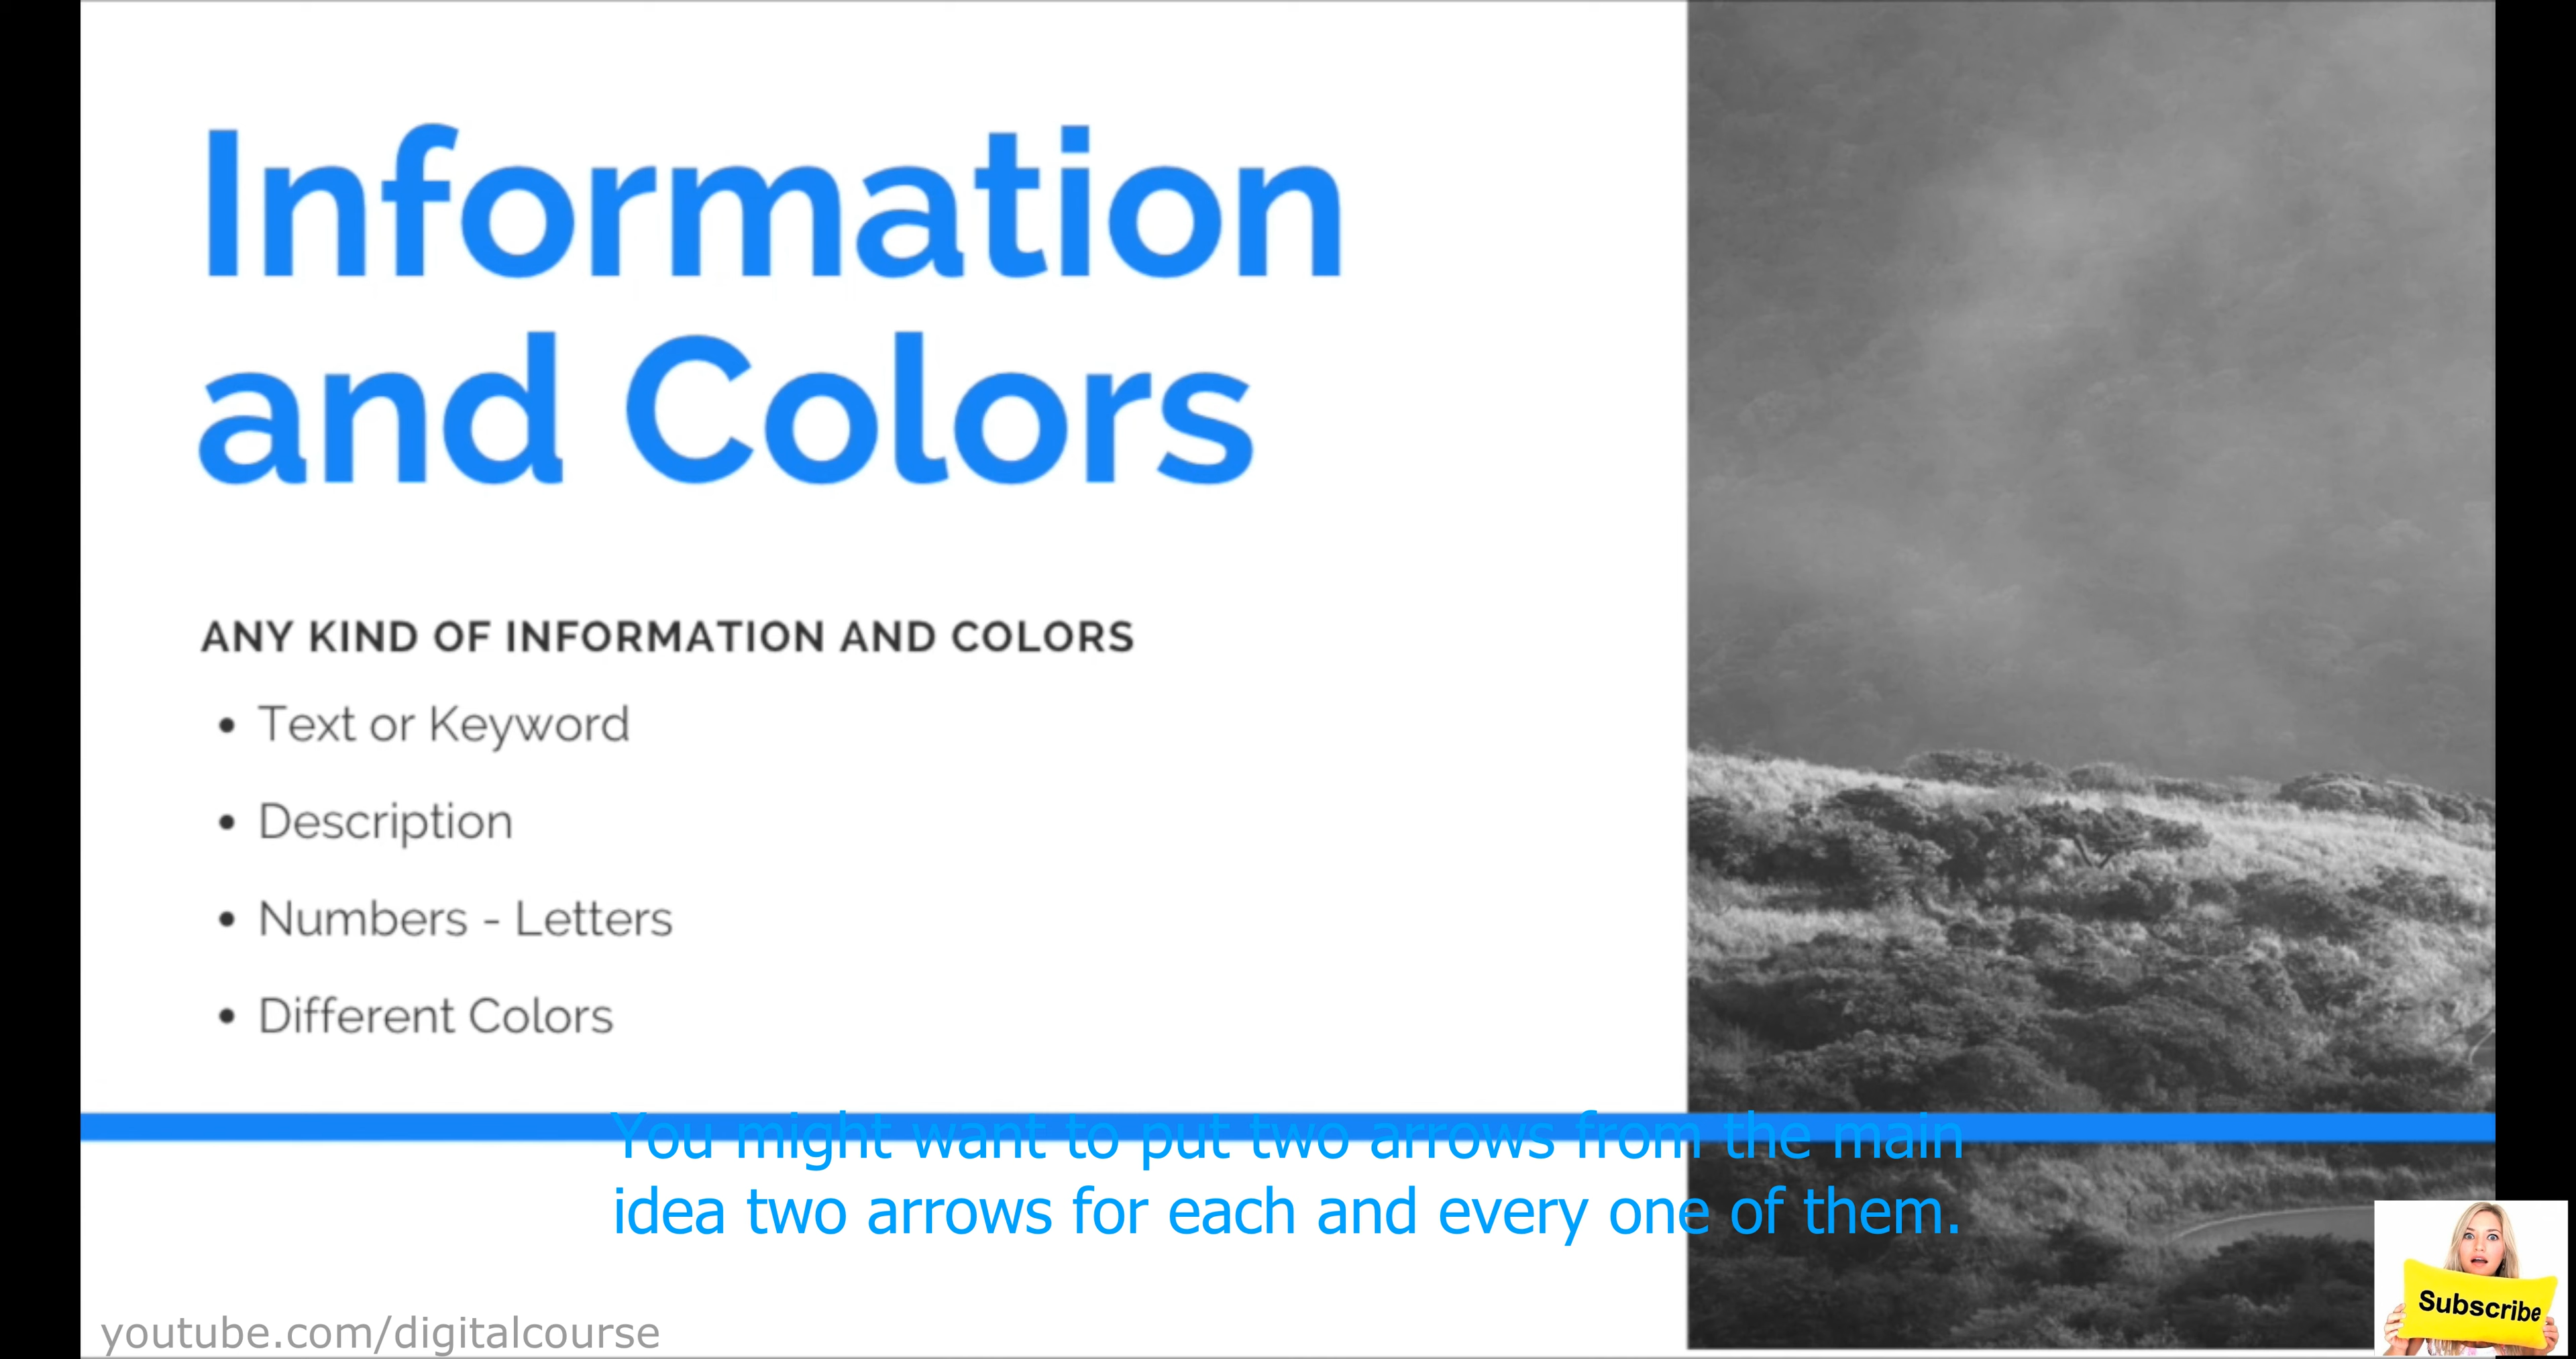 Information
and Colors
ANY KIND OF INFORMATION AND COLORS
• Text or Keyword
• Description
• Numbers - Letters
• Different Colors
You might want to put two arrows from the main
idea two arrows for each and every one of them.
youtube.com/digitalcourse
Subscribe